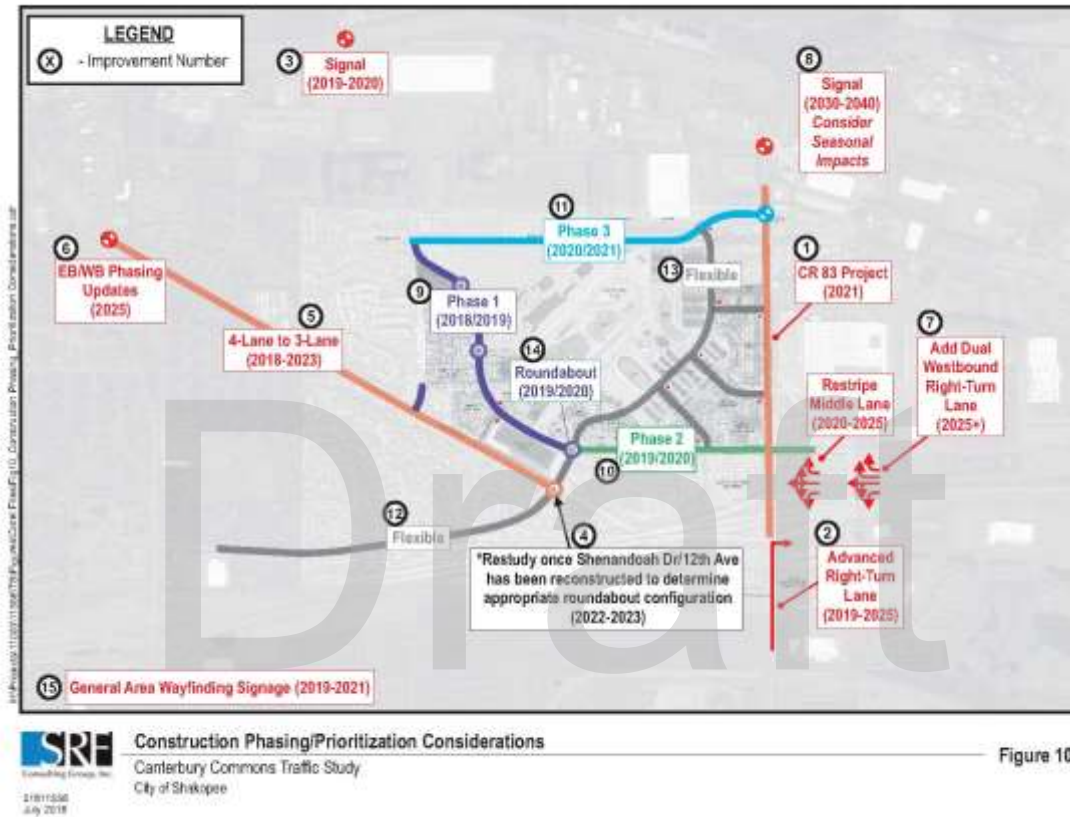 LEGEND
X - Improvement Number
3
Signal
(2019-2020)
8
Signal
(2030-2040)
Consider
Seasonal
Impacts
11
Phase 3
(2020/2021)
6
EB/WB Phasing
Updates
(2025)
13
Flexible
1
CR 83 Project
(2021)
9
Phase 1
(2018/2019)
5
4-Lane to 3-Lane
(2018-2023)
7
Add Dual
Westbound
Right-Turn
Lane
(2025+)
14
Roundabout
(2019/2020)
Restripe
Middle Lane
(2020-2025)
Phase 2
(2019/2020)
10
12
Flexible
4
*Restudy once Shenandoah Dr/12th Ave
has been reconstructed to determine
appropriate roundabout configuration
(2022-2023)
2
Advanced
Right-Turn
Lane
(2019-2025)
Draft
15 General Area Wayfinding Signage (2019-2021)
SRF
Consulting Group, Inc.
Construction Phasing/Prioritization Considerations
Canterbury Commons Traffic Study
City of Shakopee
Figure 10
July 2018